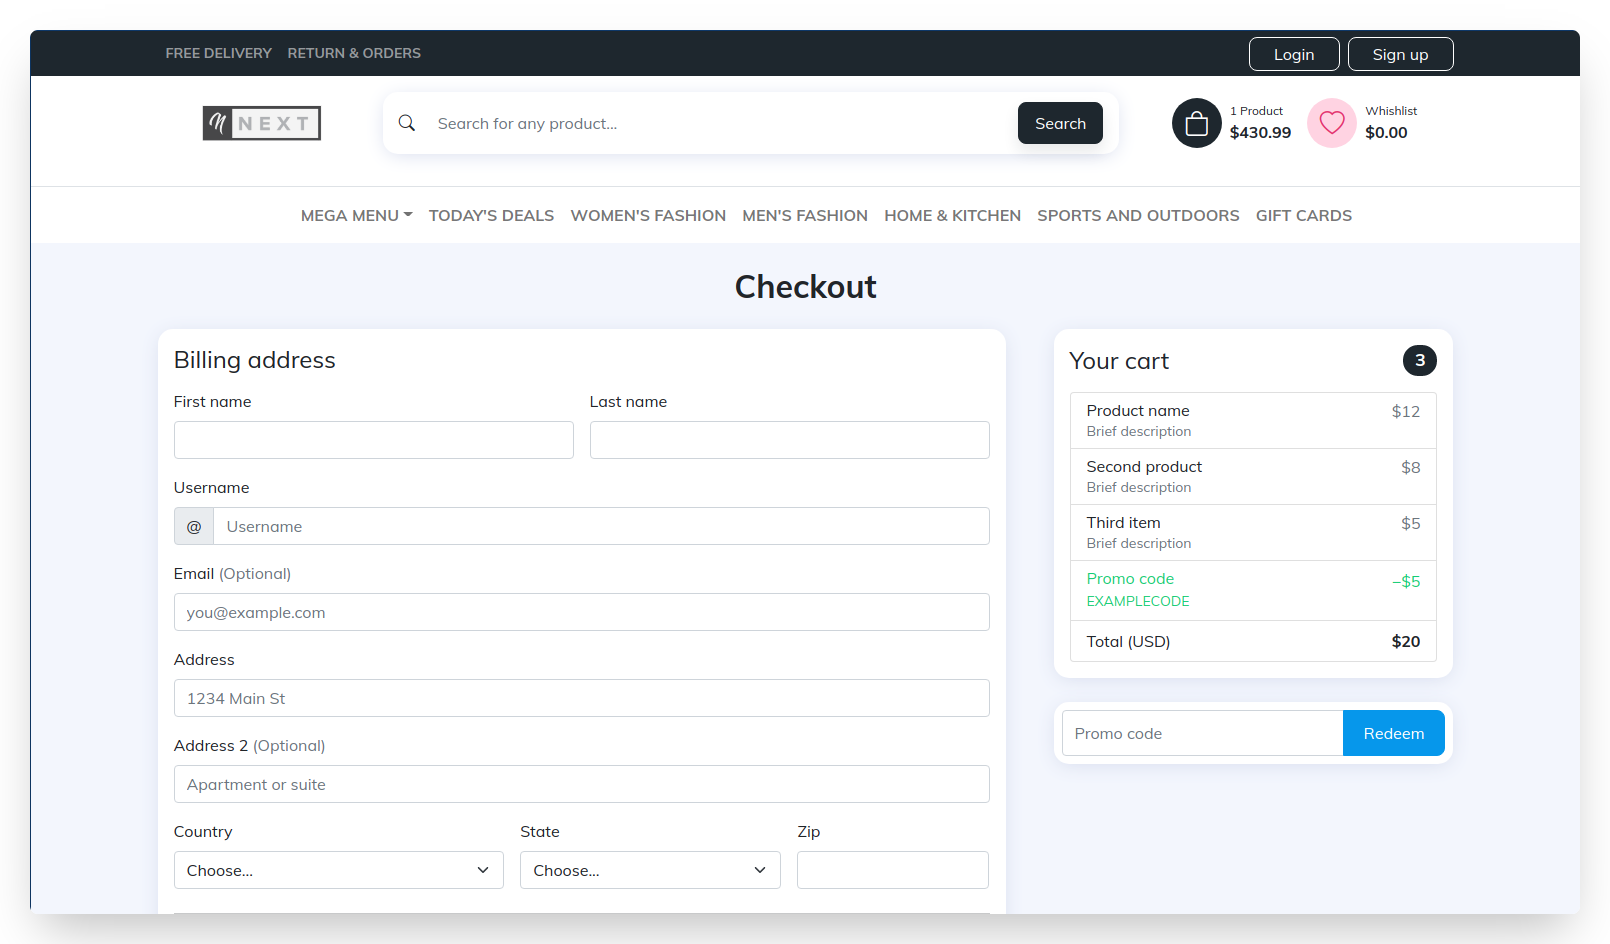 FREE DELIVERY RETURN & ORDERS Login Sign up
NEXT
Search for any product...
Search
1 Product
$430.99
Whishlist
$0.00
MEGA MENU TODAY'S DEALS WOMEN'S FASHION MEN'S FASHION HOME & KITCHEN SPORTS AND OUTDOORS GIFT CARDS
Checkout
Billing address
First name Last name
Username
@ Username
Email (Optional)
you@example.com
Address
1234 Main St
Address 2 (Optional)
Apartment or suite
Country State Zip
Choose... Choose...
Your cart 3
Product name $12
Brief description
Second product $8
Brief description
Third item $5
Brief description
Promo code −$5
EXAMPLECODE
Total (USD) $20
Promo code Redeem